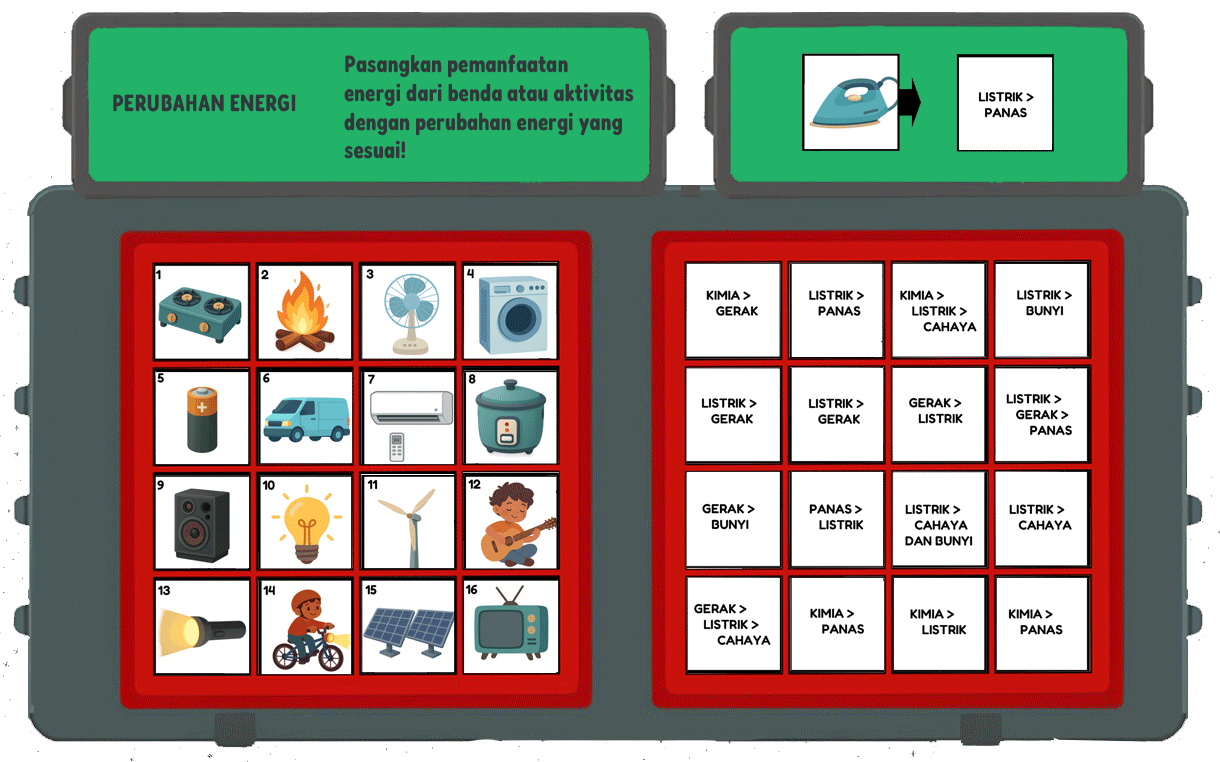 PERUBAHAN ENERGI
Pasangkan pemanfaatan
energi dari benda atau aktivitas
dengan perubahan energi yang
sesuai!
LISTRIK >
PANAS
1
2
3
4
5
6
7
8
9
10
11
12
13
14
15
16
KIMIA >
GERAK
LISTRIK >
PANAS
KIMIA >
LISTRIK >
CAHAYA
LISTRIK >
BUNYI
LISTRIK >
GERAK
LISTRIK >
GERAK
GERAK >
LISTRIK
LISTRIK >
GERAK >
PANAS
GERAK >
BUNYI
PANAS >
LISTRIK
LISTRIK >
CAHAYA
DAN BUNYI
LISTRIK >
CAHAYA
GERAK >
LISTRIK >
CAHAYA
KIMIA >
PANAS
KIMIA >
LISTRIK
KIMIA >
PANAS